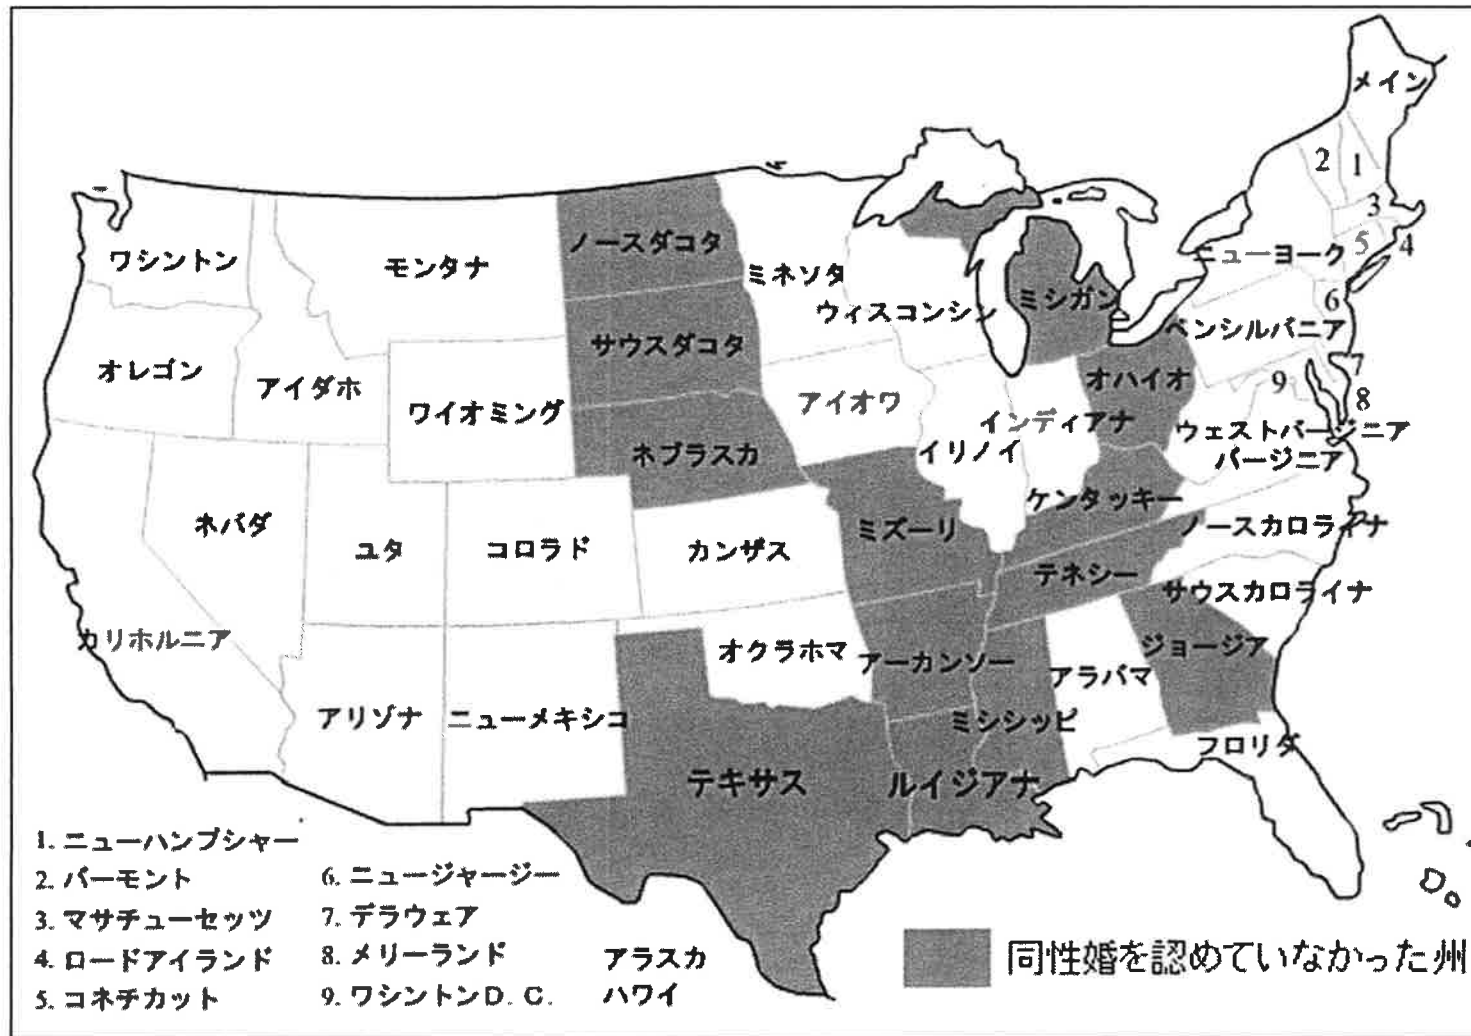 メイン
2
1
3
ワシントン
モンタナ
ノースダコタ
ミネソタ
ニューヨーク
5
4
ウィスコンシン
ミシガン
6
オレゴン
アイダホ
サウスダコタ
ペンシルバニア
ワイオミング
アイオワ
オハイオ
9
7
8
ネブラスカ
イリノイ
インディアナ
ウェストバージニア
バージニア
ネバダ
ユタ
コロラド
カンザス
ミズーリ
ケンタッキー
ノースカロライナ
テネシー
サウスカロライナ
カリホルニア
オクラホマ
アーカンソー
ジョージア
アリゾナ
ニューメキシコ
ミシシッピ
アラバマ
フロリダ
テキサス
ルイジアナ
1. ニューハンプシャー
2. バーモント
3. マサチューセッツ
4. ロードアイランド
5. コネチカット
6. ニュージャージー
7. デラウェア
8. メリーランド
9. ワシントンD. C.
アラスカ
ハワイ
同性婚を認めていなかった州